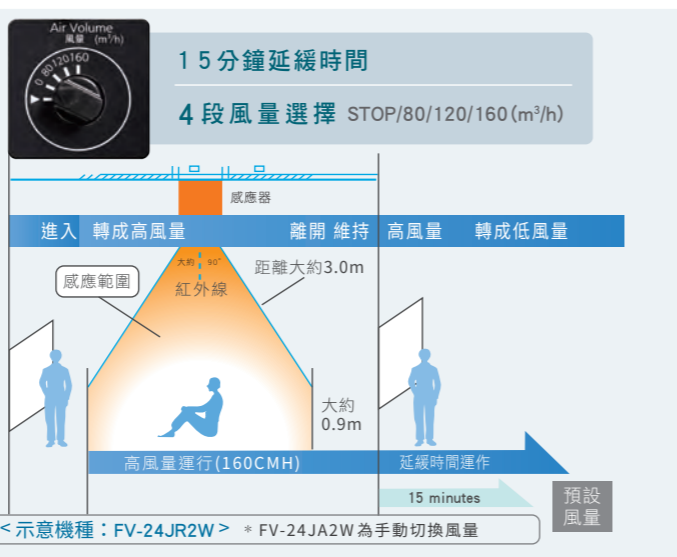 Air Volume
風量 (m³/h)
0 80 120 160
15分鐘延緩時間
4段風量選擇 STOP/80/120/160(m³/h)
感應器
進入 轉成高風量 離開 維持 高風量 轉成低風量
大約 90°
紅外線
距離大約3.0m
感應範圍
大約
0.9m
高風量運行(160CMH)
延緩時間運作
15 minutes
預設
風量
<示意機種：FV-24JR2W> ＊FV-24JA2W為手動切換風量